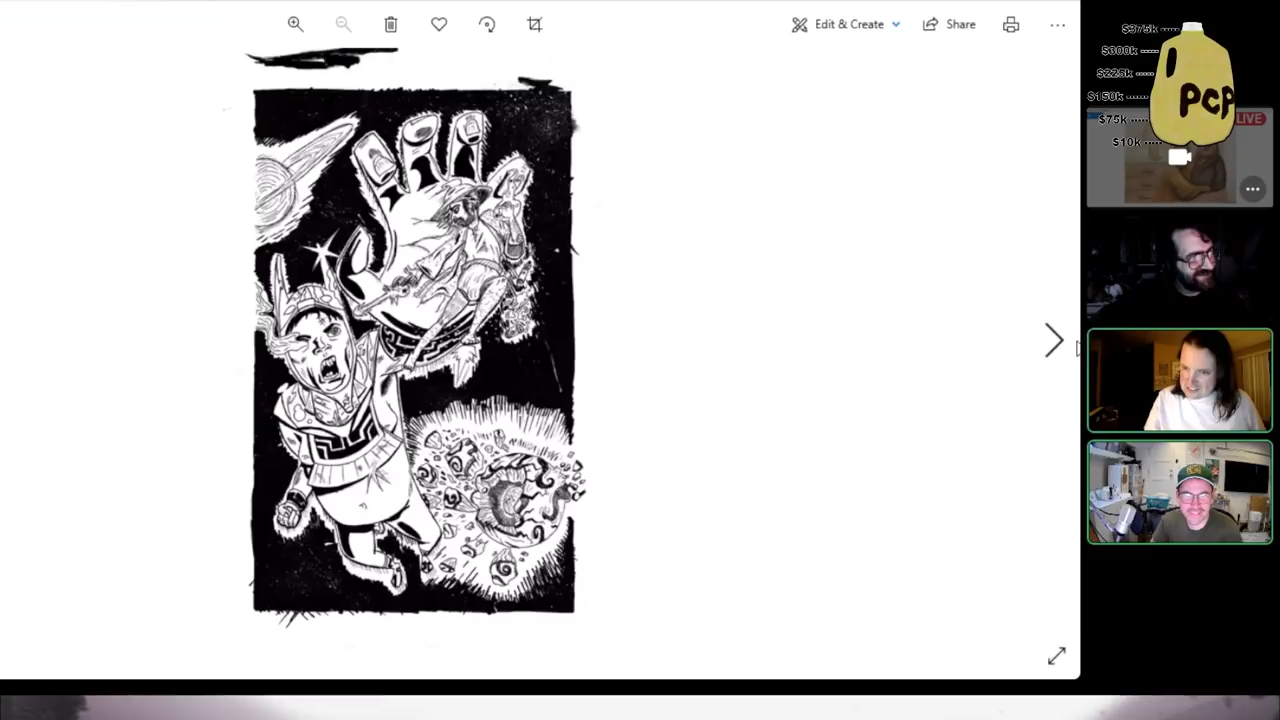 Edit & Create
Share
$375k
$300k
$225k
$150k
$75k
$10k
PCP
LIVE